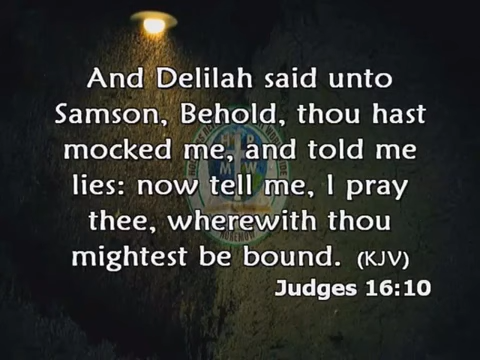 And Delilah said unto
Samson, Behold, thou hast
mocked me, and told me
lies: now tell me, I pray
thee, wherewith thou
mightest be bound. (KJV)
Judges 16:10